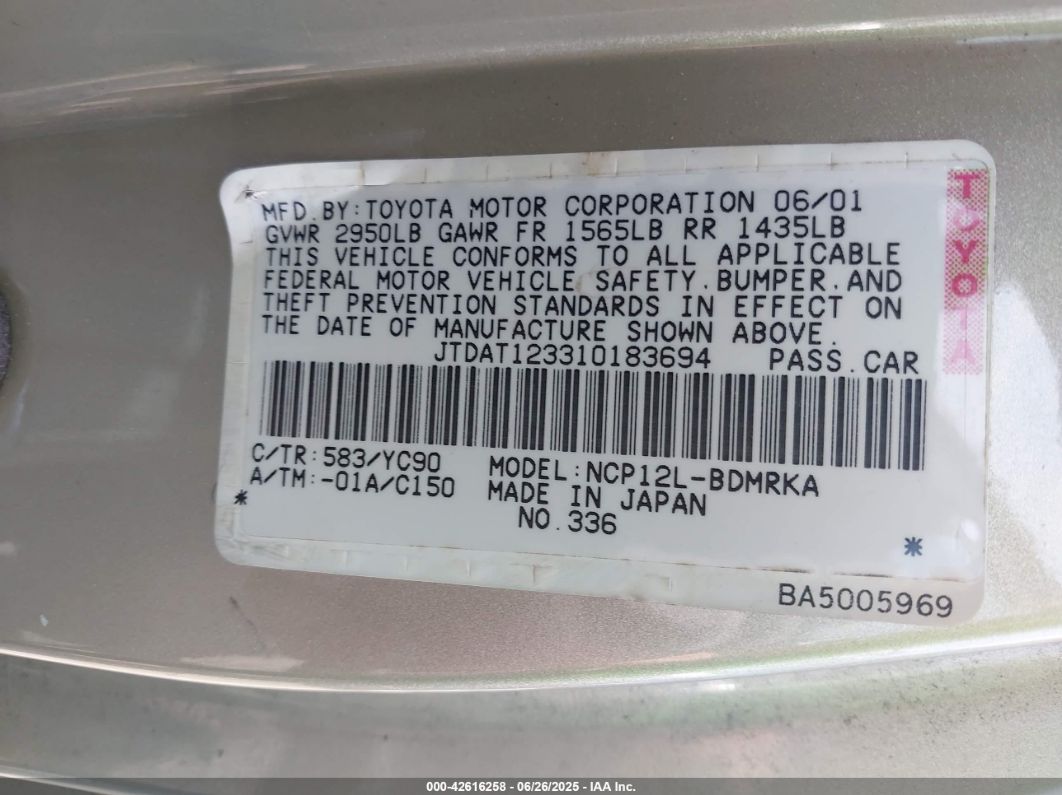 MFD.BY:TOYOTA MOTOR CORPORATION 06/01
GVWR 2950LB GAWR FR 1565LB RR 1435LB
THIS VEHICLE CONFORMS TO ALL APPLICABLE
FEDERAL MOTOR VEHICLE SAFETY.BUMPER.AND
THEFT PREVENTION STANDARDS IN EFFECT ON
THE DATE OF MANUFACTURE SHOWN ABOVE.
JTDAT123310183694 PASS.CAR
C/TR:583/YC90 MODEL:NCP12L-BDMRKA
A/TM:-01A/C150 MADE IN JAPAN
* NO.336 *
BA5005969
TOYOTA
000-42616258 - 06/26/2025 - IAA Inc.